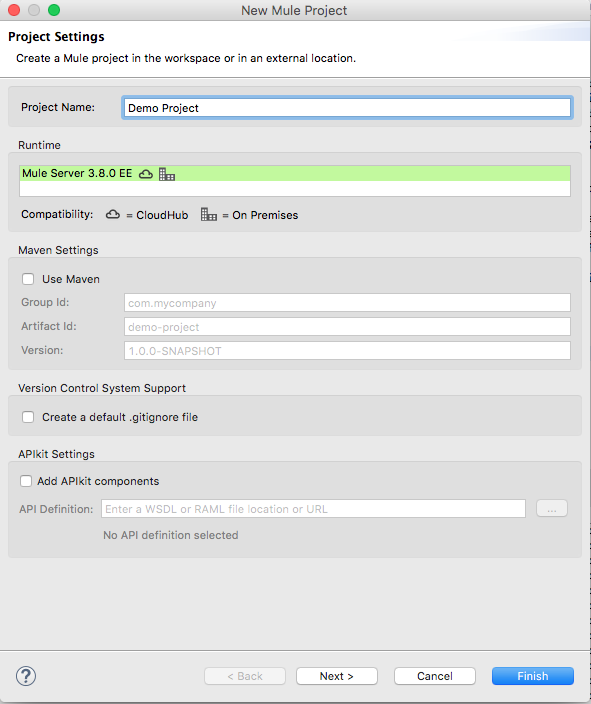 New Mule Project
Project Settings
Create a Mule project in the workspace or in an external location.
Project Name: Demo Project
Runtime
Mule Server 3.8.0 EE
Compatibility: = CloudHub = On Premises
Maven Settings
Use Maven
Group Id: com.mycompany
Artifact Id: demo-project
Version: 1.0.0-SNAPSHOT
Version Control System Support
Create a default .gitignore file
APIkit Settings
Add APIkit components
API Definition: Enter a WSDL or RAML file location or URL ...
No API definition selected
? < Back Next > Cancel Finish